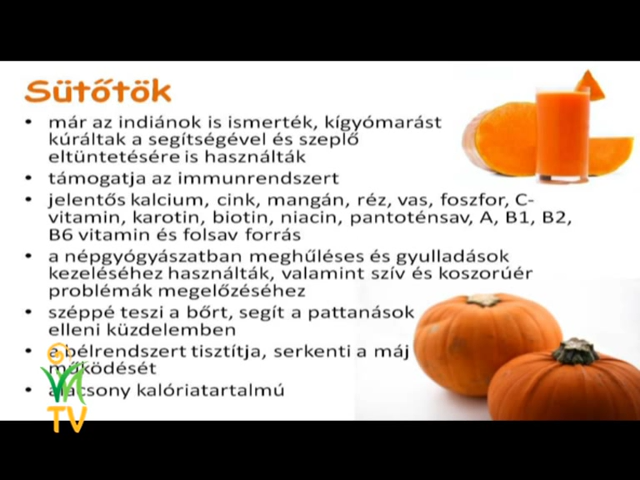 Sütőtök
• már az indiánok is ismerték, kígyómarást
kúráltak a segítségével és szeplő
eltüntetésére is használták
• támogatja az immunrendszert
• jelentős kalcium, cink, mangán, réz, vas, foszfor, C-
vitamin, karotin, biotin, niacin, pantoténsav, A, B1, B2,
B6 vitamin és folsav forrás
• a népgyógyászatban meghűléses és gyulladások
kezeléséhez használták, valamint szív és koszorúér
problémák megelőzéséhez
• széppé teszi a bőrt, segít a pattanások
elleni küzdelemben
• a bélrendszert tisztítja, serkenti a máj
működését
• alacsony kalóriatartalmú
TV